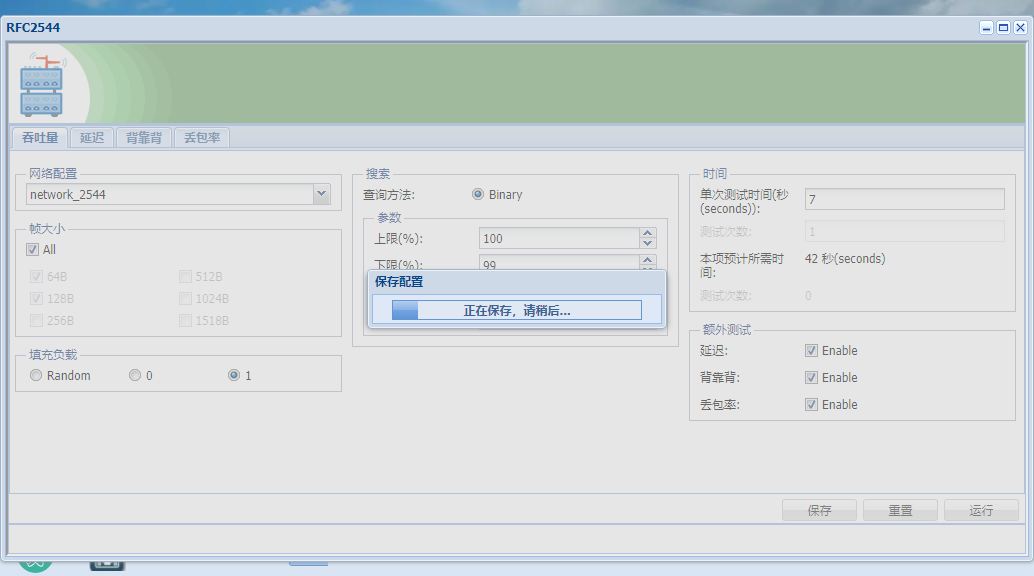 RFC2544
吞吐量 延迟 背靠背 丢包率
网络配置
network_2544
帧大小
All
64B 512B
128B 1024B
256B 1518B
填充负载
Random 0 1
搜索
查询方法: Binary
参数
上限(%): 100
下限(%): 99
保存配置
正在保存，请稍后...
时间
单次测试时间(秒
(seconds)): 7
测试次数: 1
本项预计所需时
间: 42 秒(seconds)
测试次数: 0
额外测试
延迟: Enable
背靠背: Enable
丢包率: Enable
保存 重置 运行